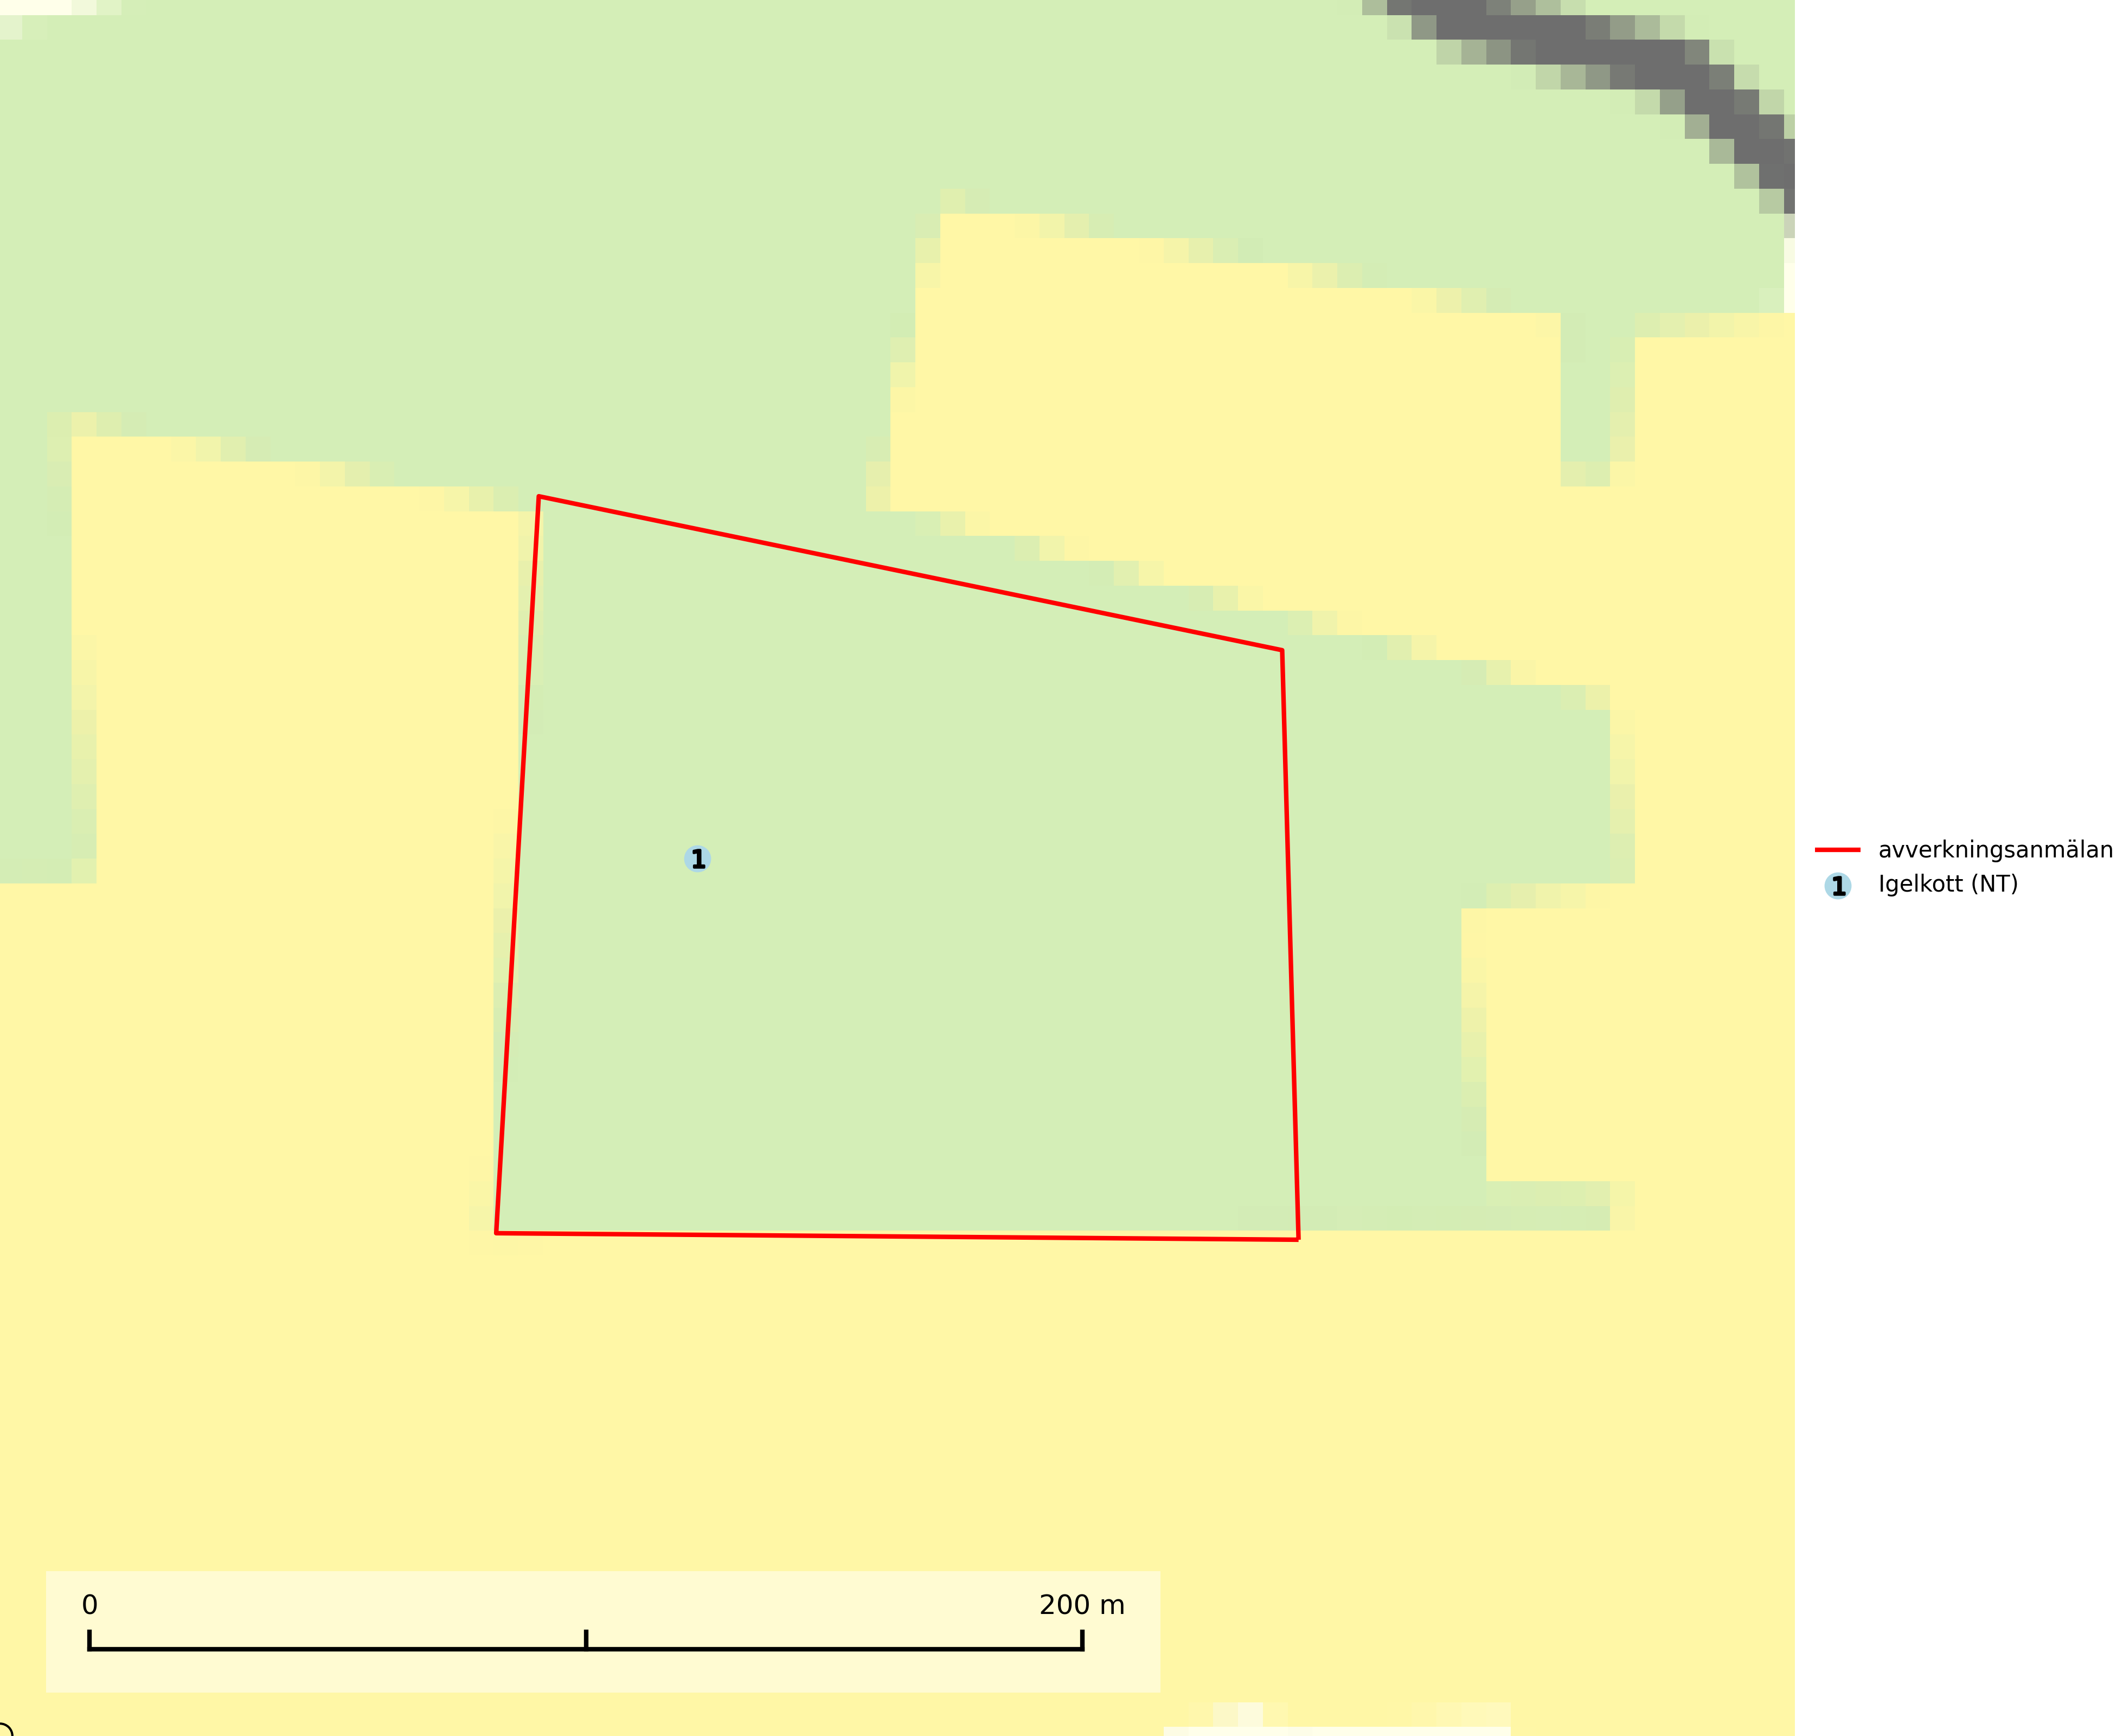 1
avverkningsanmälan
1 Igelkott (NT)
0 200 m